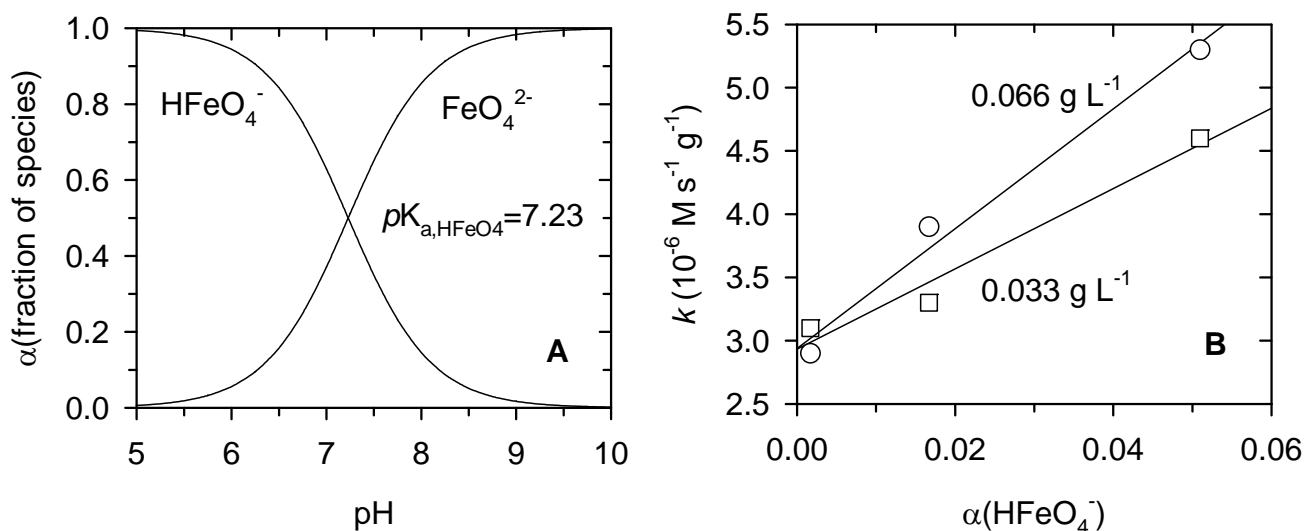 α(fraction of species)
1.0
0.8
0.6
0.4
0.2
0.0
HFeO₄⁻
FeO₄²⁻
pKₐ,HFeO4=7.23
A
5 6 7 8 9 10
pH
k (10⁻⁶ M s⁻¹ g⁻¹)
5.5
5.0
4.5
4.0
3.5
3.0
2.5
0.066 g L⁻¹
0.033 g L⁻¹
B
0.00 0.02 0.04 0.06
α(HFeO₄⁻)